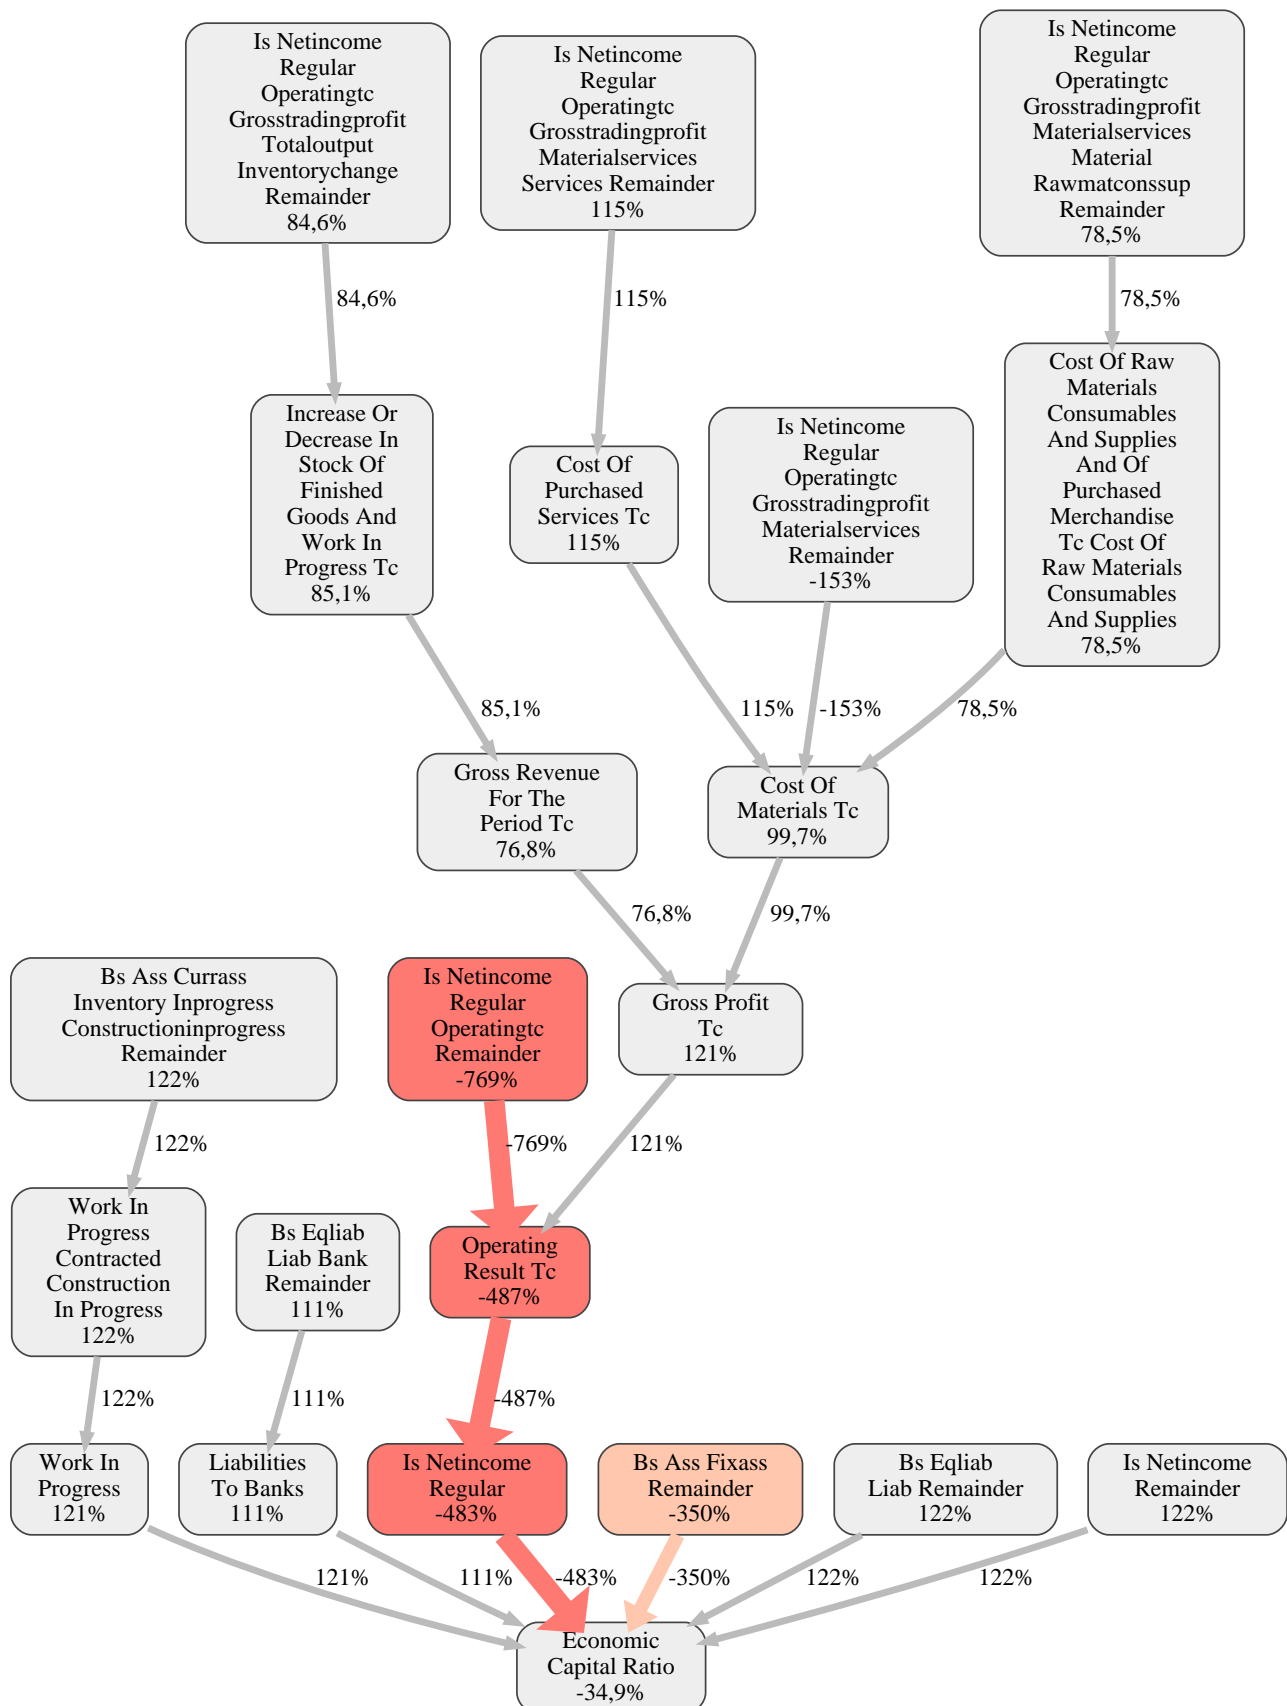 Is Netincome
Regular
Operatingtc
Grosstradingprofit
Totaloutput
Inventorychange
Remainder
84,6%
Is Netincome
Regular
Operatingtc
Grosstradingprofit
Materialservices
Services Remainder
115%
Is Netincome
Regular
Operatingtc
Grosstradingprofit
Materialservices
Material
Rawmatconssup
Remainder
78,5%
84,6%
115%
78,5%
Increase Or
Decrease In
Stock Of
Finished
Goods And
Work In
Progress Tc
85,1%
Cost Of
Purchased
Services Tc
115%
Is Netincome
Regular
Operatingtc
Grosstradingprofit
Materialservices
Remainder
-153%
Cost Of Raw
Materials
Consumables
And Supplies
And Of
Purchased
Merchandise
Tc Cost Of
Raw Materials
Consumables
And Supplies
78,5%
85,1%
115%
-153%
78,5%
Gross Revenue
For The
Period Tc
76,8%
Cost Of
Materials Tc
99,7%
76,8%
99,7%
Bs Ass Currass
Inventory Inprogress
Constructioninprogress
Remainder
122%
Is Netincome
Regular
Operatingtc
Remainder
-769%
Gross Profit
Tc
121%
122%
-769%
121%
Work In
Progress
Contracted
Construction
In Progress
122%
Bs Eqliab
Liab Bank
Remainder
111%
Operating
Result Tc
-487%
122%
111%
-487%
Work In
Progress
121%
Liabilities
To Banks
111%
Is Netincome
Regular
-483%
Bs Ass Fixass
Remainder
-350%
Bs Eqliab
Liab Remainder
122%
Is Netincome
Remainder
122%
121%
111%
-483%
-350%
122%
122%
Economic
Capital Ratio
-34,9%